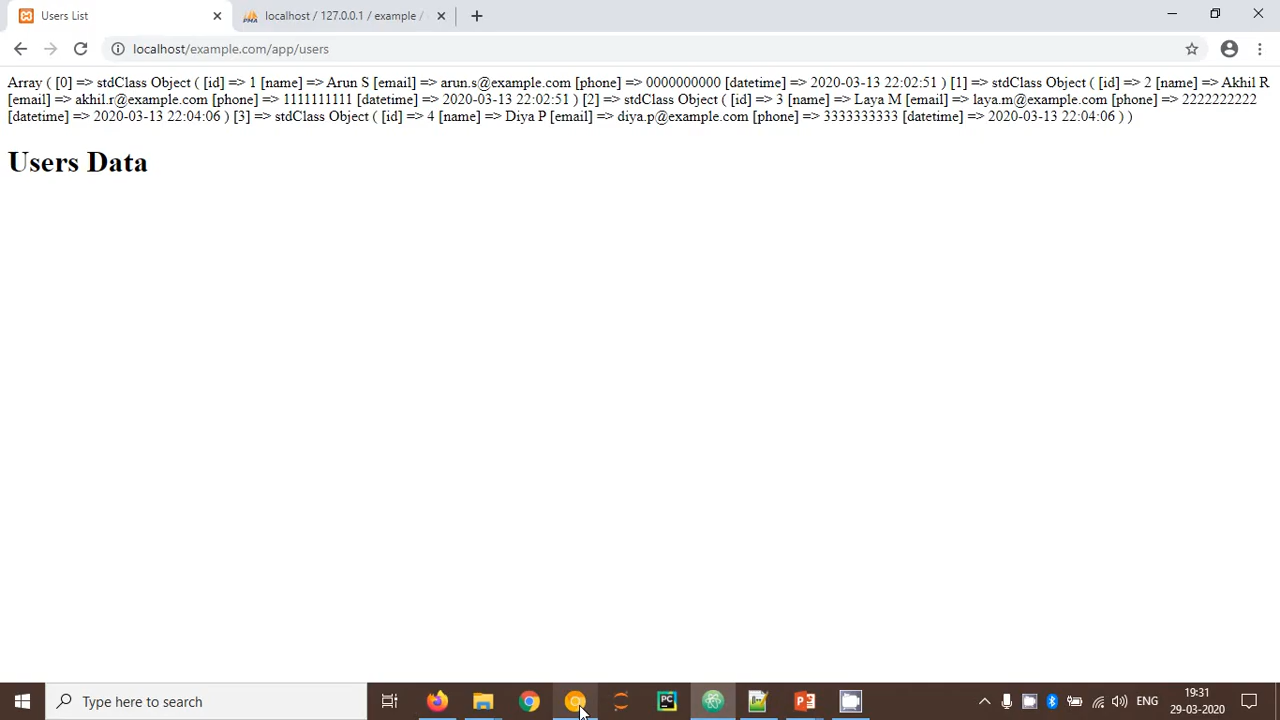 Users List
localhost / 127.0.0.1 / example /
localhost/example.com/app/users
Array ( [0] => stdClass Object ( [id] => 1 [name] => Arun S [email] => arun.s@example.com [phone] => 0000000000 [datetime] => 2020-03-13 22:02:51 ) [1] => stdClass Object ( [id] => 2 [name] => Akhil R
[email] => akhil.r@example.com [phone] => 1111111111 [datetime] => 2020-03-13 22:02:51 ) [2] => stdClass Object ( [id] => 3 [name] => Laya M [email] => laya.m@example.com [phone] => 2222222222
[datetime] => 2020-03-13 22:04:06 ) [3] => stdClass Object ( [id] => 4 [name] => Diya P [email] => diya.p@example.com [phone] => 3333333333 [datetime] => 2020-03-13 22:04:06 ) )
Users Data
Type here to search
ENG
19:31
29-03-2020